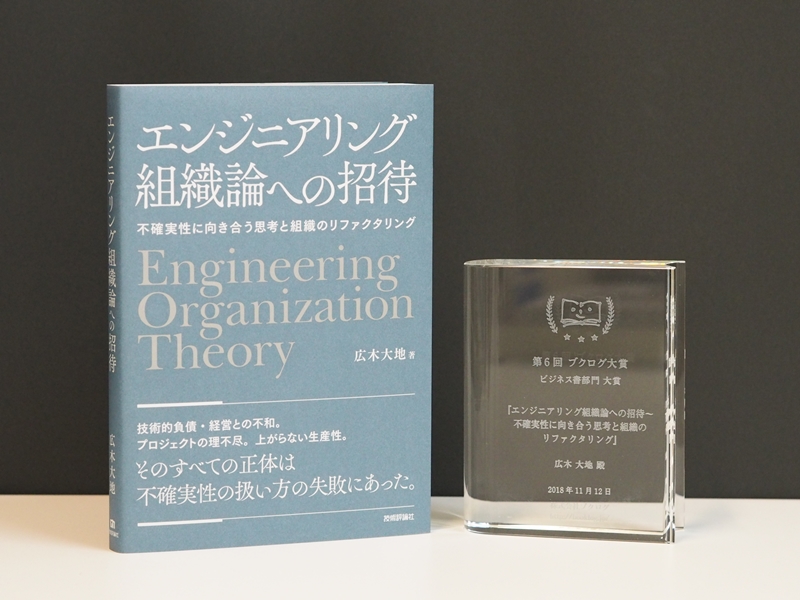 エンジニアリング組織論への招待
広木大地
エンジニアリング
組織論への招待
不確実性に向き合う思考と組織のリファクタリング
Engineering
Organization
Theory
広木大地 著
技術的負債・経営との不和。
プロジェクトの理不尽。上がらない生産性。
そのすべての正体は
不確実性の扱い方の失敗にあった。
技術評論社
第6回 ブクログ大賞
ビジネス書部門 大賞
『エンジニアリング組織論への招待～
不確実性に向き合う思考と組織の
リファクタリング』
広木 大地 殿
2018年11月12日